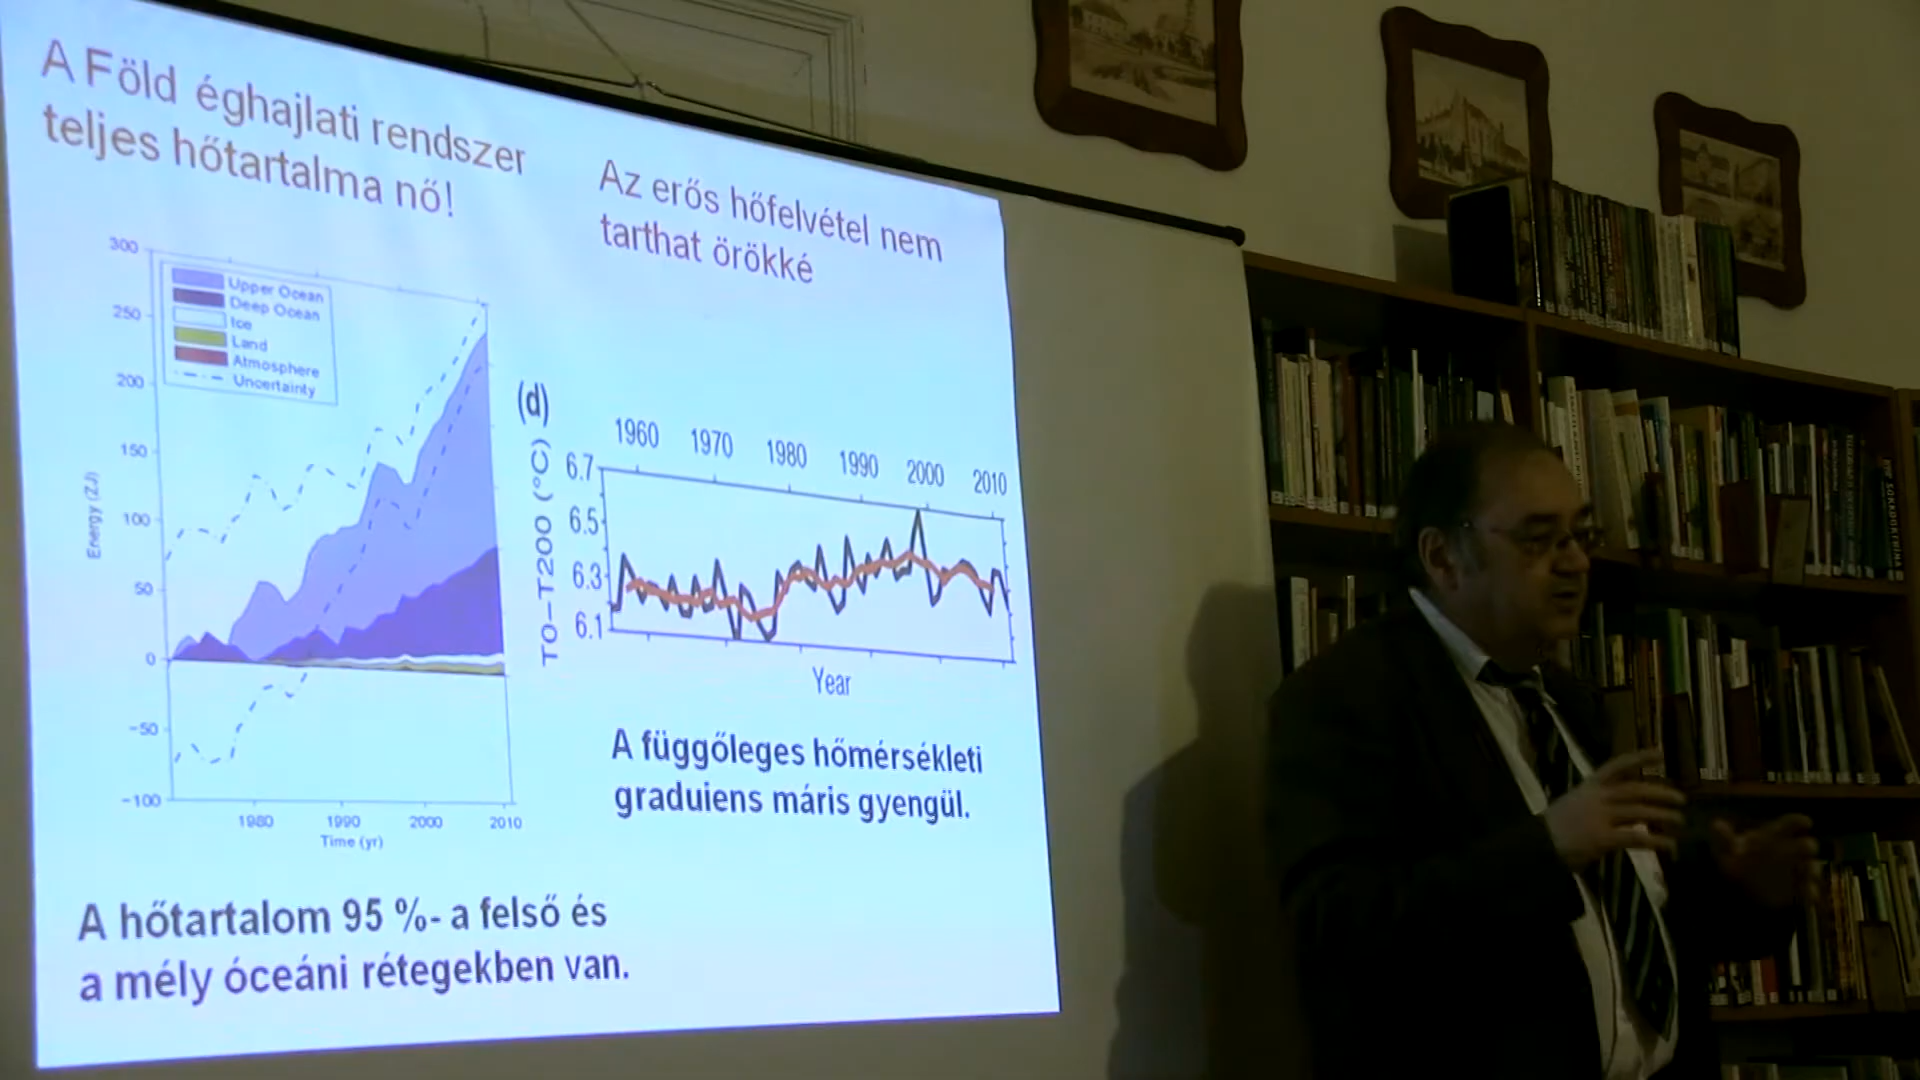 A Föld éghajlati rendszer
teljes hőtartalma nő!
Az erős hőfelvétel nem
tarthat örökké
300
250
200
150
100
50
0
−50
−100
Energy (ZJ)
Upper Ocean
Deep Ocean
Ice
Land
Atmosphere
Uncertainty
1980
1990
2000
2010
Time (yr)
(d)
1960
1970
1980
1990
2000
2010
6.7
6.5
6.3
6.1
T0−T200 (°C)
Year
A függőleges hőmérsékleti
graduiens máris gyengül.
A hőtartalom 95 %- a felső és
a mély óceáni rétegekben van.